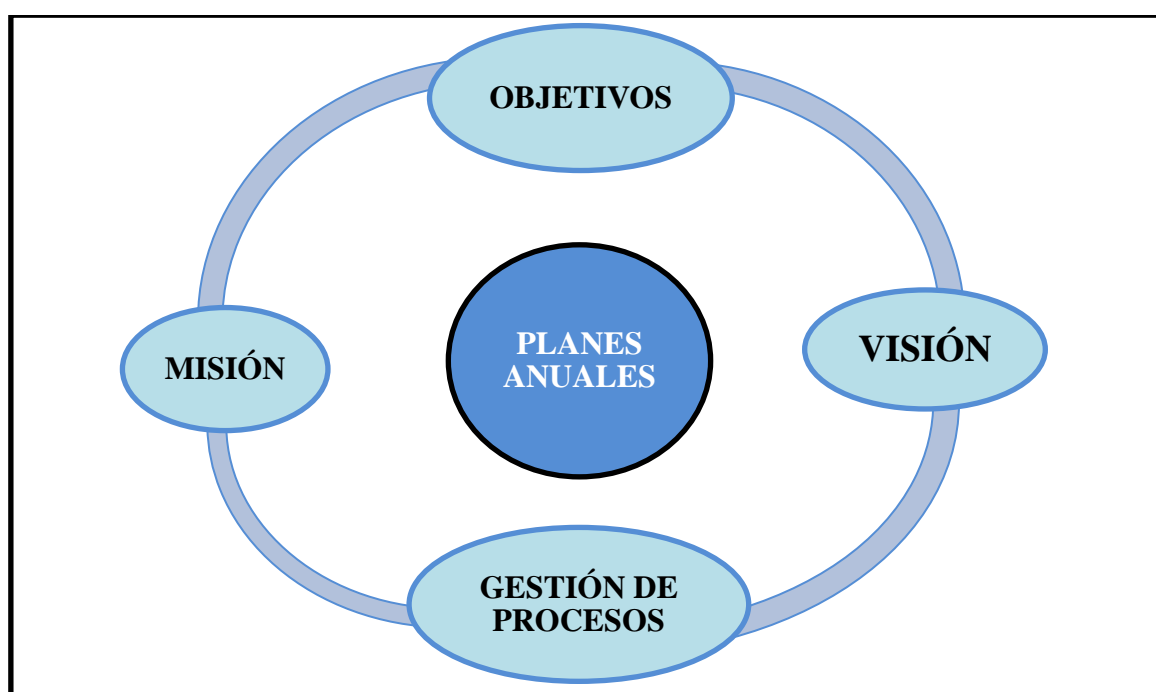 OBJETIVOS
MISIÓN
PLANES
ANUALES
VISIÓN
GESTIÓN DE
PROCESOS